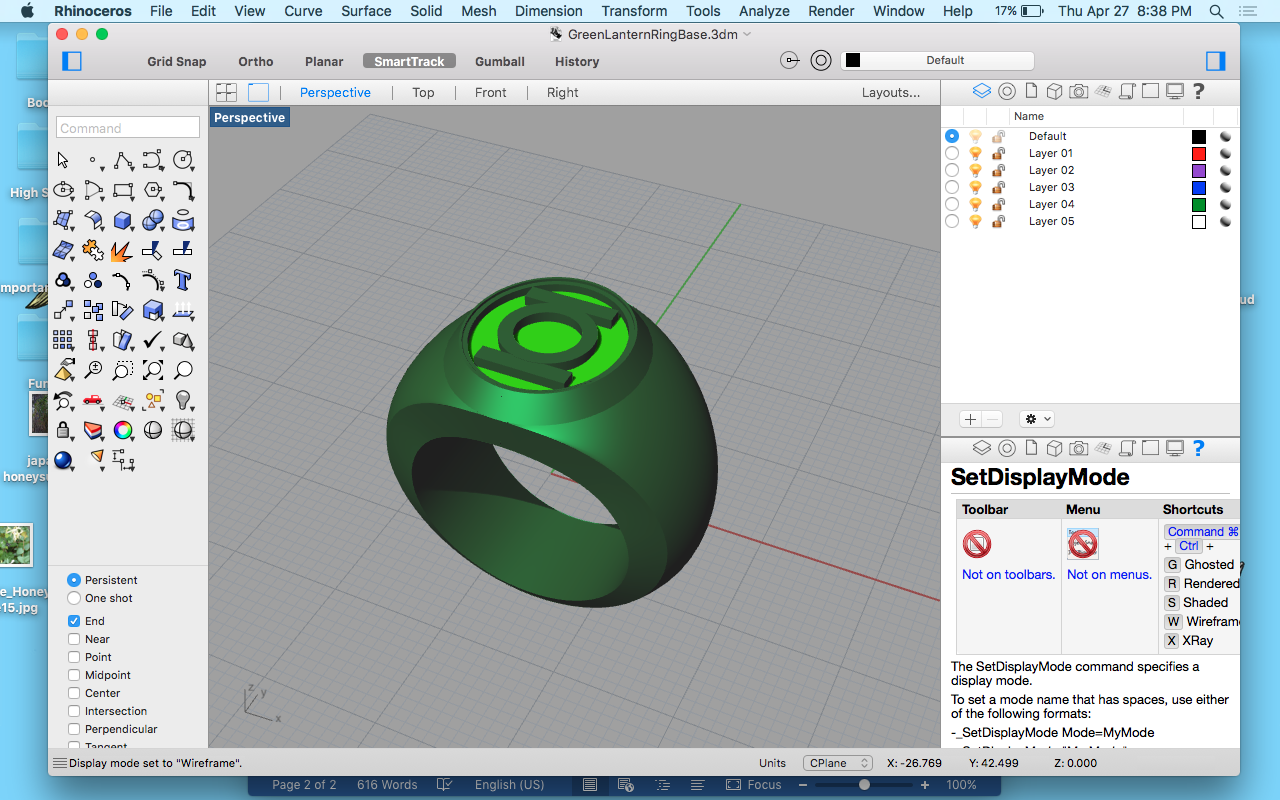 Rhinoceros File Edit View Curve Surface Solid Mesh Dimension Transform Tools Analyze Render Window Help 17% Thu Apr 27 8:38 PM
GreenLanternRingBase.3dm
Grid Snap Ortho Planar SmartTrack Gumball History Default
Perspective Top Front Right Layouts...
Perspective
Command
Name
Default
Layer 01
Layer 02
Layer 03
Layer 04
Layer 05
SetDisplayMode
Toolbar Menu Shortcuts
Not on toolbars. Not on menus.
Command ⌘
+ Ctrl +
G Ghosted
R Rendered
S Shaded
W Wireframe
X XRay
The SetDisplayMode command specifies a
display mode.
To set a mode name that has spaces, use either
of the following formats:
-_SetDisplayMode Mode=MyMode
Persistent
One shot
End
Near
Point
Midpoint
Center
Intersection
Perpendicular
Tangent
z
y
x
Display mode set to "Wireframe". Units CPlane X: -26.769 Y: 42.499 Z: 0.000
Page 2 of 2 616 Words English (US) Focus 100%
High S
mportan
Fur
japa
honeysu
e_Honey
15.jpg
ud